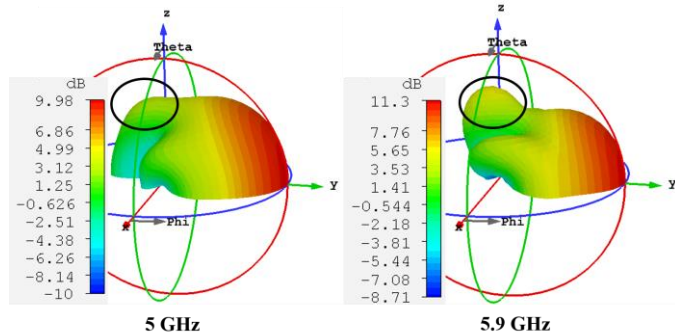 z
Theta
dB
9.98
6.86
4.99
3.12
1.25
-0.626
-2.51
-4.38
-6.26
-8.14
-10
Y
X
Phi
5 GHz
z
Theta
dB
11.3
7.76
5.65
3.53
1.41
-0.544
-2.18
-3.81
-5.44
-7.08
-8.71
Y
X
Phi
5.9 GHz